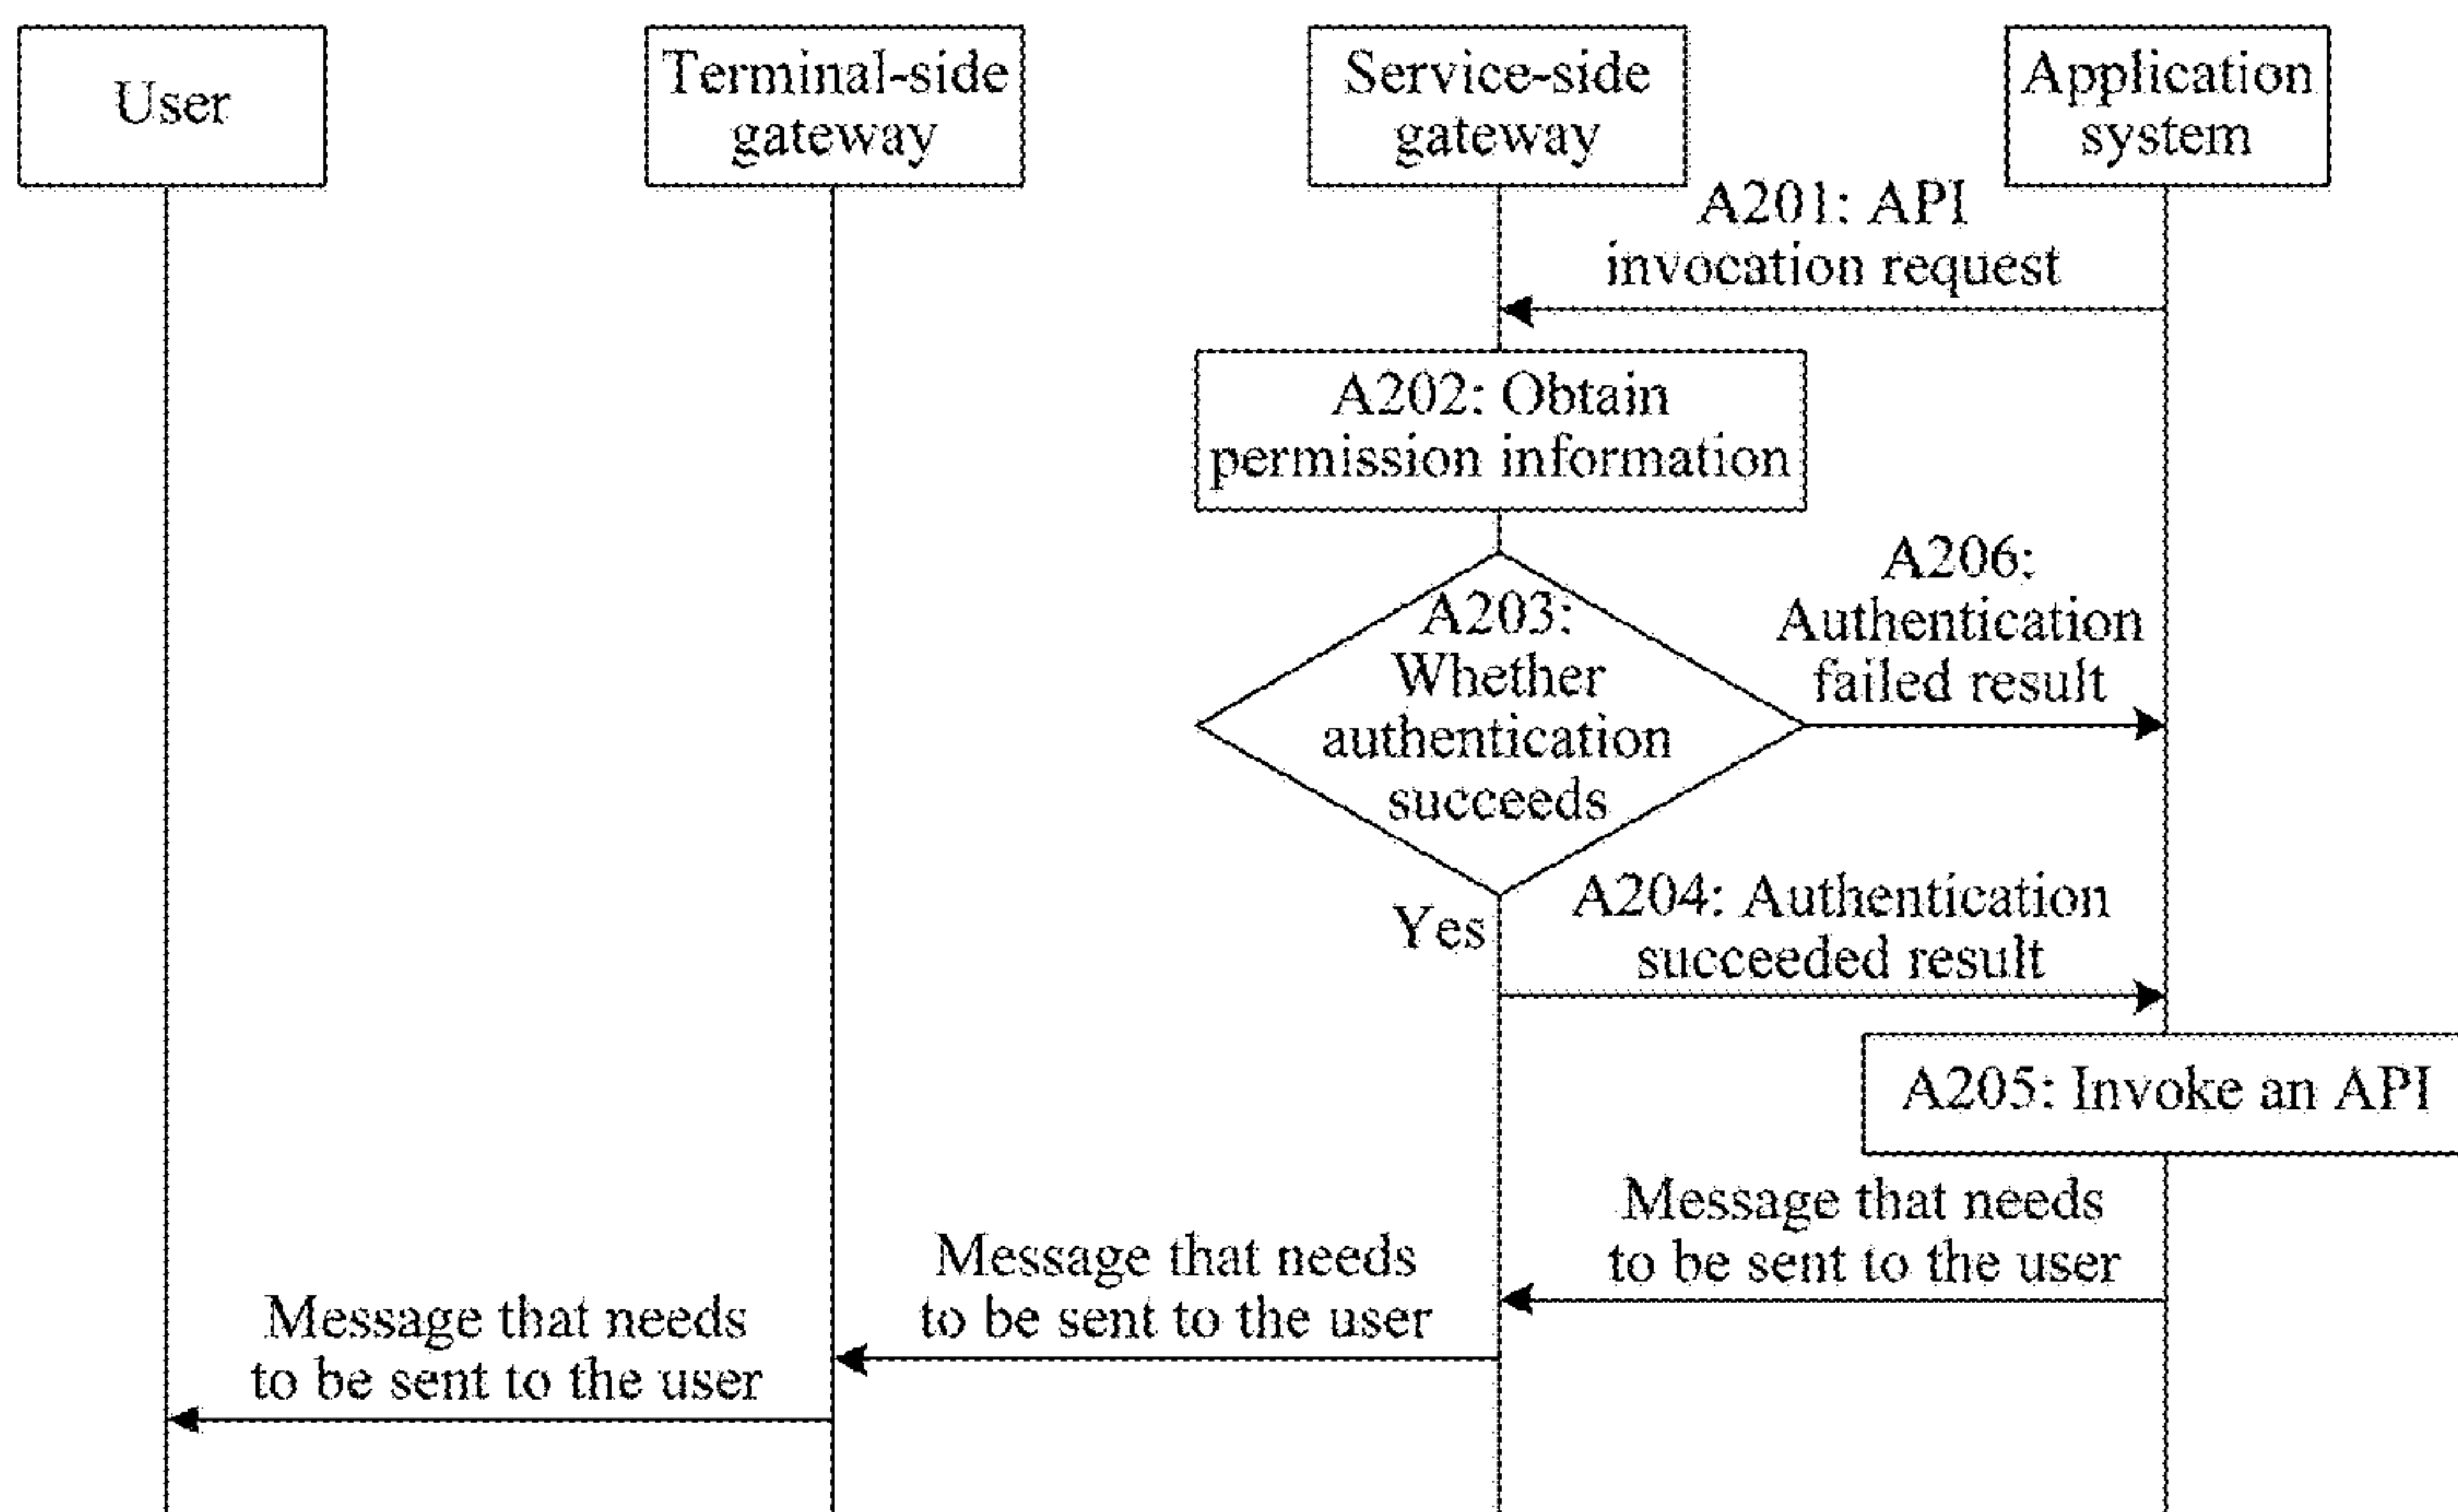 User
Terminal-side
gateway
Service-side
gateway
Application
system
A201: API
invocation request
A202: Obtain
permission information
A203:
Whether
authentication
succeeds
A206:
Authentication
failed result
Yes
A204: Authentication
succeeded result
A205: Invoke an API
Message that needs
to be sent to the user
Message that needs
to be sent to the user
Message that needs
to be sent to the user